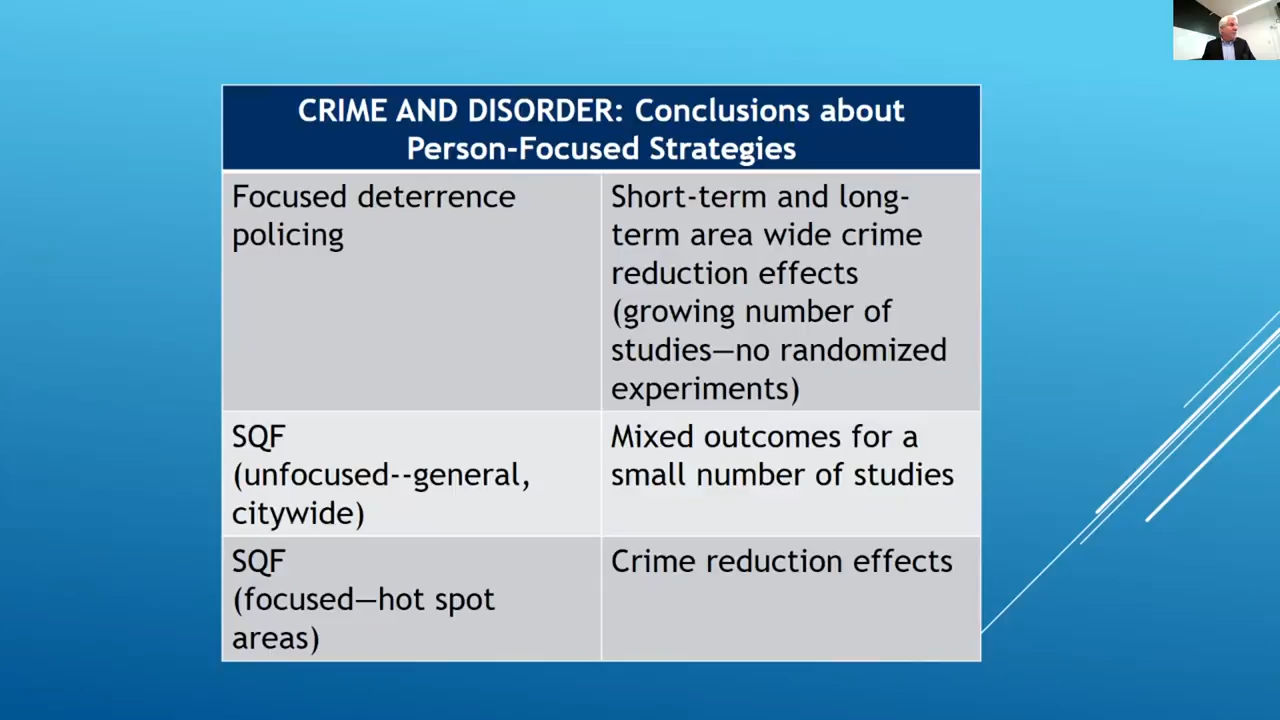 CRIME AND DISORDER: Conclusions about
Person-Focused Strategies
Focused deterrence
policing
Short-term and long-
term area wide crime
reduction effects
(growing number of
studies—no randomized
experiments)
SQF
(unfocused--general,
citywide)
Mixed outcomes for a
small number of studies
SQF
(focused—hot spot
areas)
Crime reduction effects